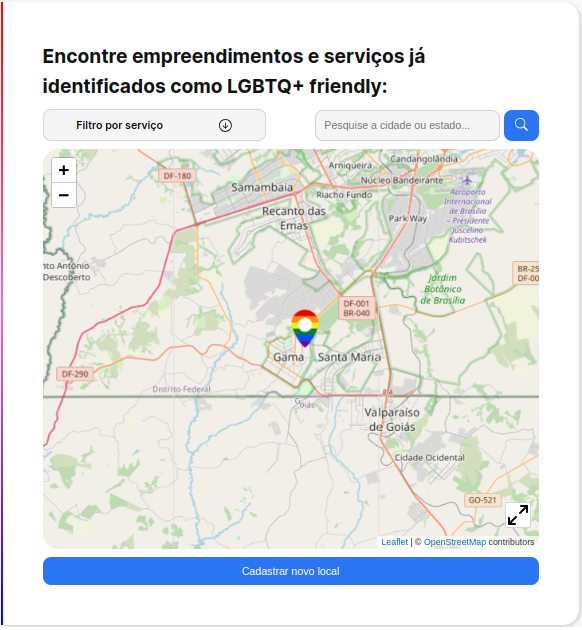 Encontre empreendimentos e serviços já
identificados como LGBTQ+ friendly:
Filtro por serviço
Pesquise a cidade ou estado...
+
−
DF-180
Arniqueira
Candangolândia
Núcleo Bandeirante
Samambaia
Riacho Fundo
Aeroporto
Internacional
de Brasília
– Presidente
Juscelino
Kubitschek
Recanto das
Emas
Park Way
nto Antônio
Descoberto
Jardim
Botânico
de Brasília
BR-25
DF-00
DF-001
BR-040
Gama
Santa Maria
DF-290
Distrito Federal
Goiás
Valparaíso
de Goiás
Cidade Ocidental
GO-521
Leaflet | © OpenStreetMap contributors
Cadastrar novo local